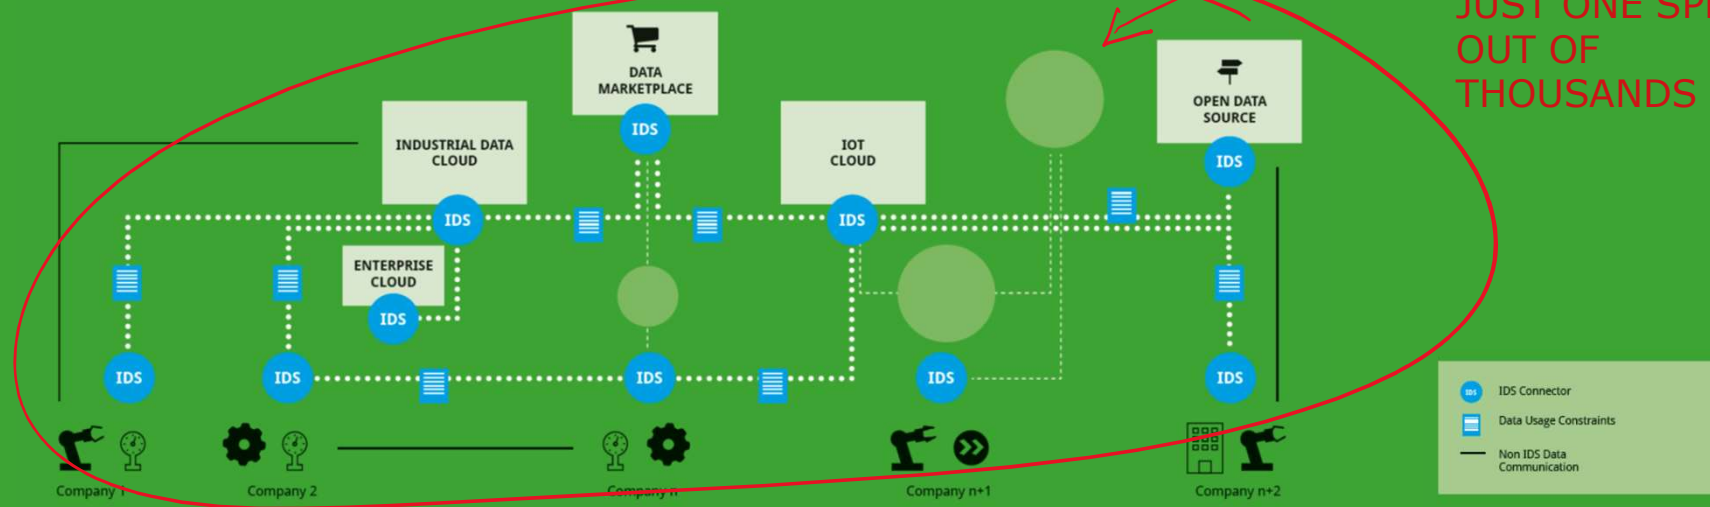 JUST ONE
OUT OF
THOUSANDS
DATA
MARKETPLACE
IDS
OPEN DATA
SOURCE
IDS
INDUSTRIAL DATA
CLOUD
IDS
IOT
CLOUD
IDS
ENTERPRISE
CLOUD
IDS
IDS
IDS
IDS
IDS
IDS
IDS IDS Connector
Data Usage Constraints
Non IDS Data
Communication
Company 1
Company 2
Company n
Company n+1
Company n+2